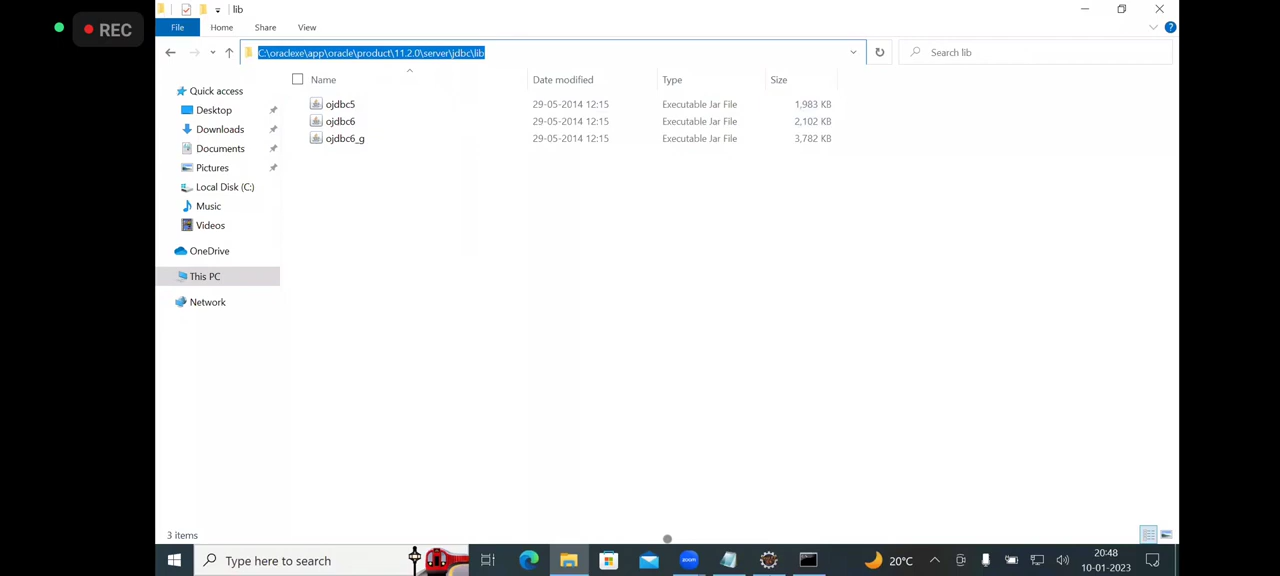 REC
lib
File
Home
Share
View
C:\oraclexe\app\oracle\product\11.2.0\server\jdbc\lib
Search lib
Name
Date modified
Type
Size
ojdbc5
29-05-2014 12:15
Executable Jar File
1,983 KB
ojdbc6
29-05-2014 12:15
Executable Jar File
2,102 KB
ojdbc6_g
29-05-2014 12:15
Executable Jar File
3,782 KB
Quick access
Desktop
Downloads
Documents
Pictures
Local Disk (C:)
Music
Videos
OneDrive
This PC
Network
3 items
Type here to search
zoom
20°C
20:48
10-01-2023